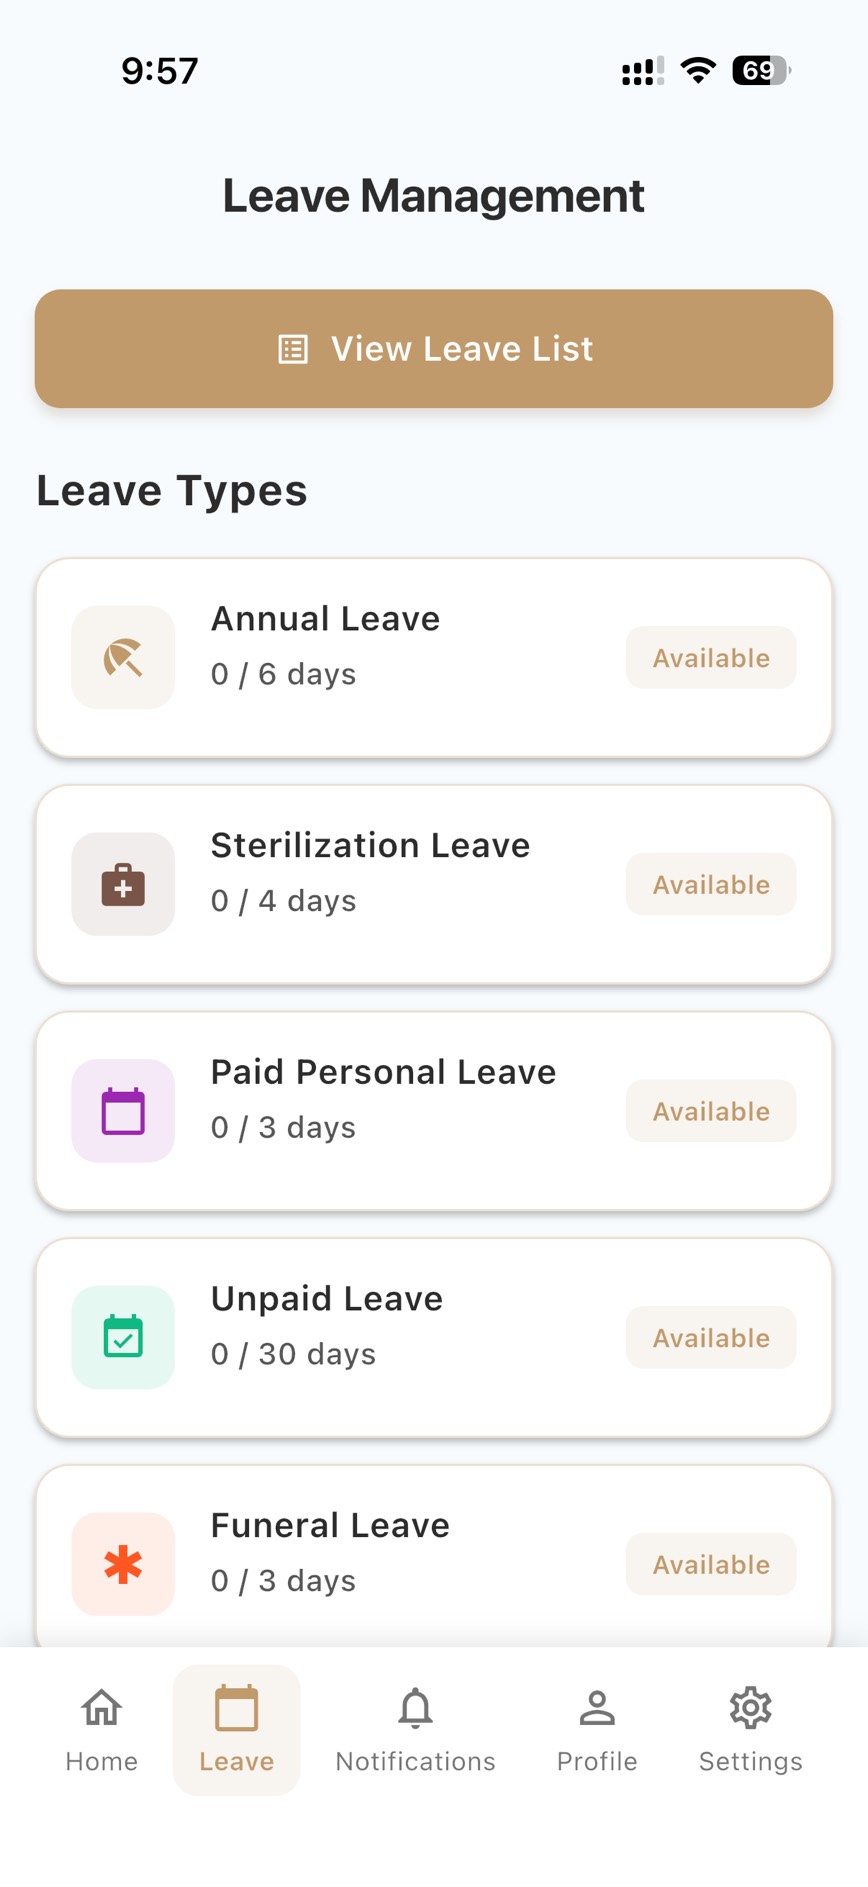 9:57
69
Leave Management
View Leave List
Leave Types
Annual Leave
0 / 6 days
Available
Sterilization Leave
0 / 4 days
Available
Paid Personal Leave
0 / 3 days
Available
Unpaid Leave
0 / 30 days
Available
Funeral Leave
0 / 3 days
Available
Home
Leave
Notifications
Profile
Settings